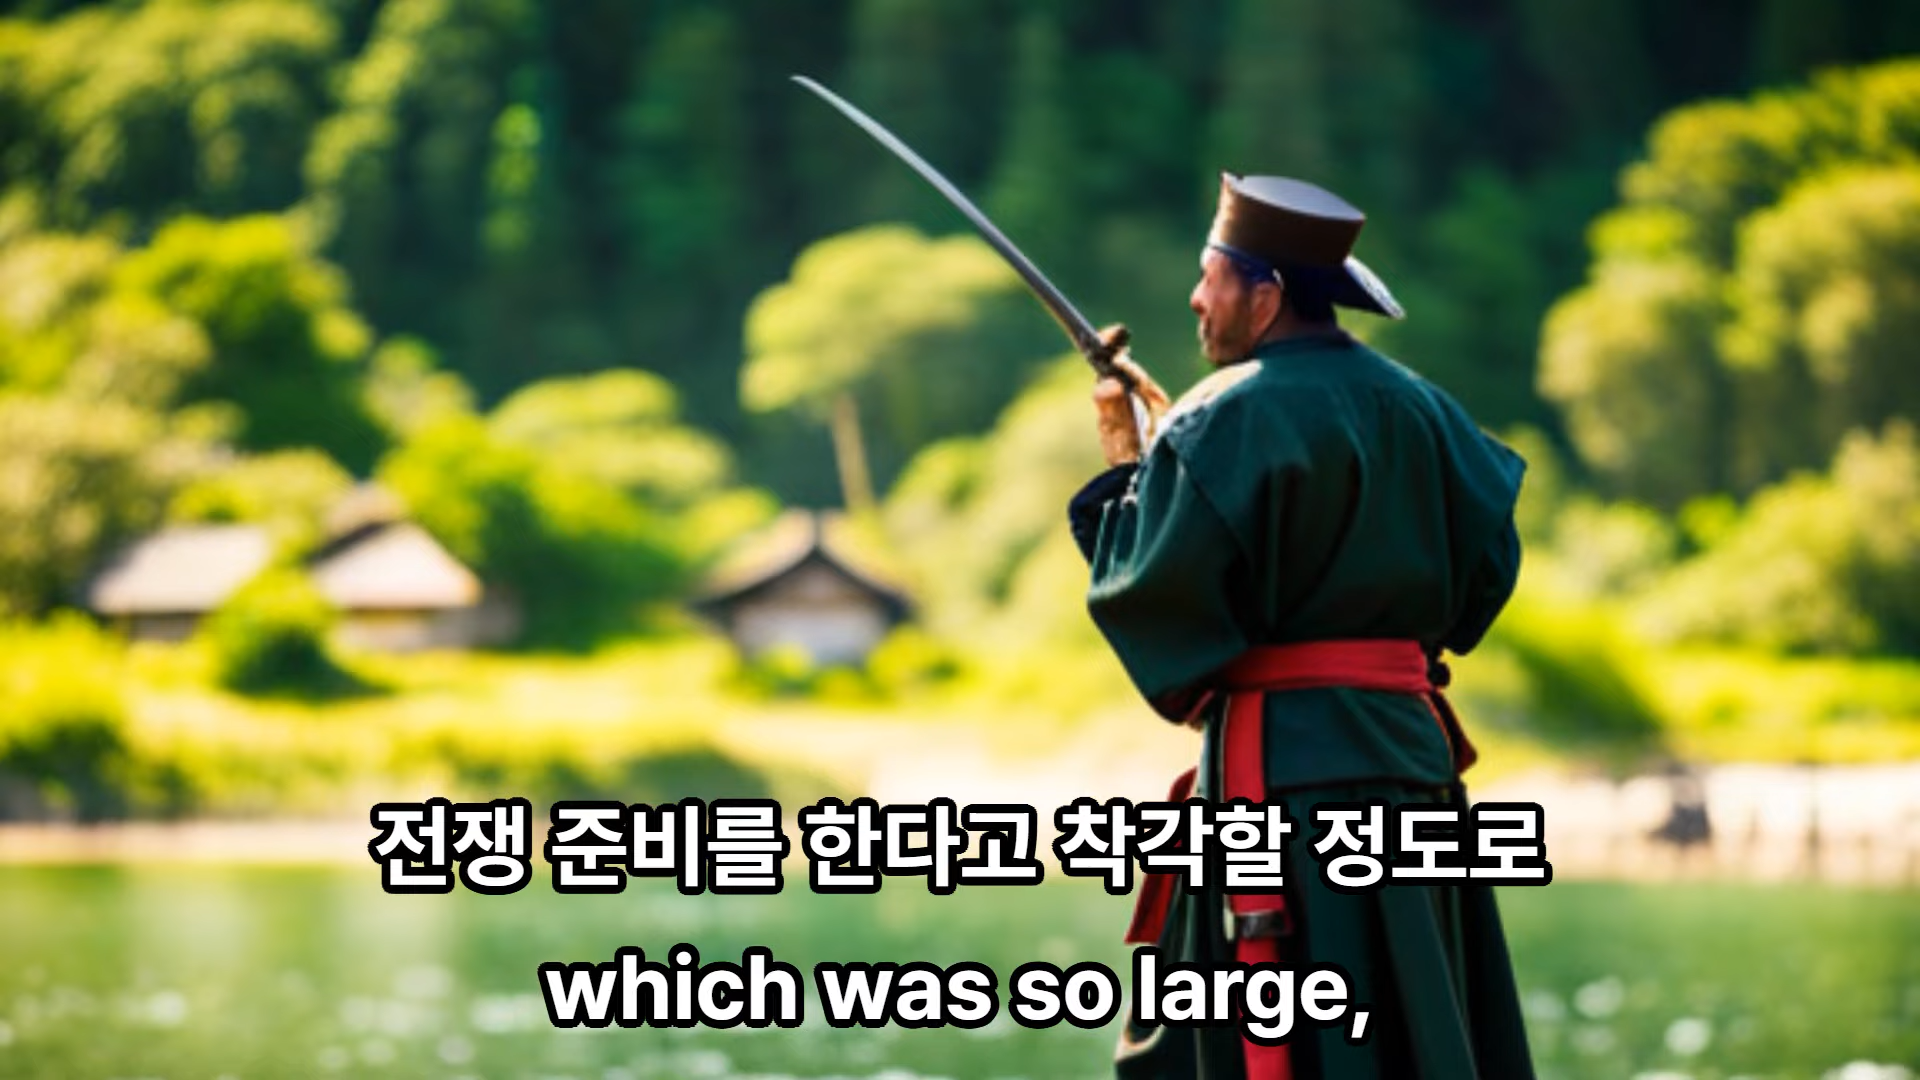 전쟁 준비를 한다고 착각할 정도로
which was so large,